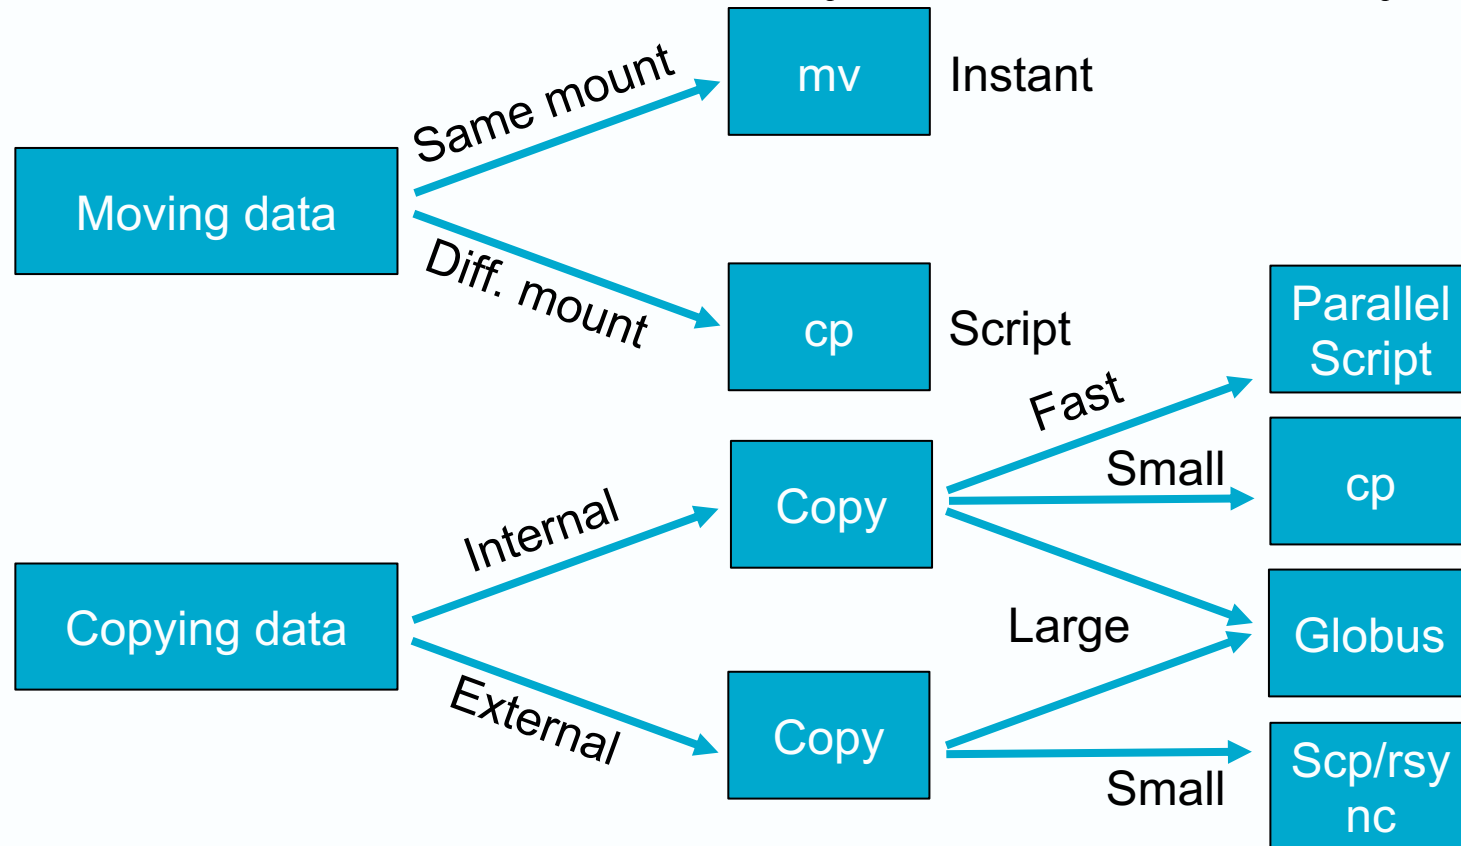 mv
Instant
Same mount
Moving data
Diff. mount
cp
Script
Parallel
Script
Fast
Small
cp
Internal
Copy
Copying data
Large
Globus
External
Copy
Small
Scp/rsy
nc